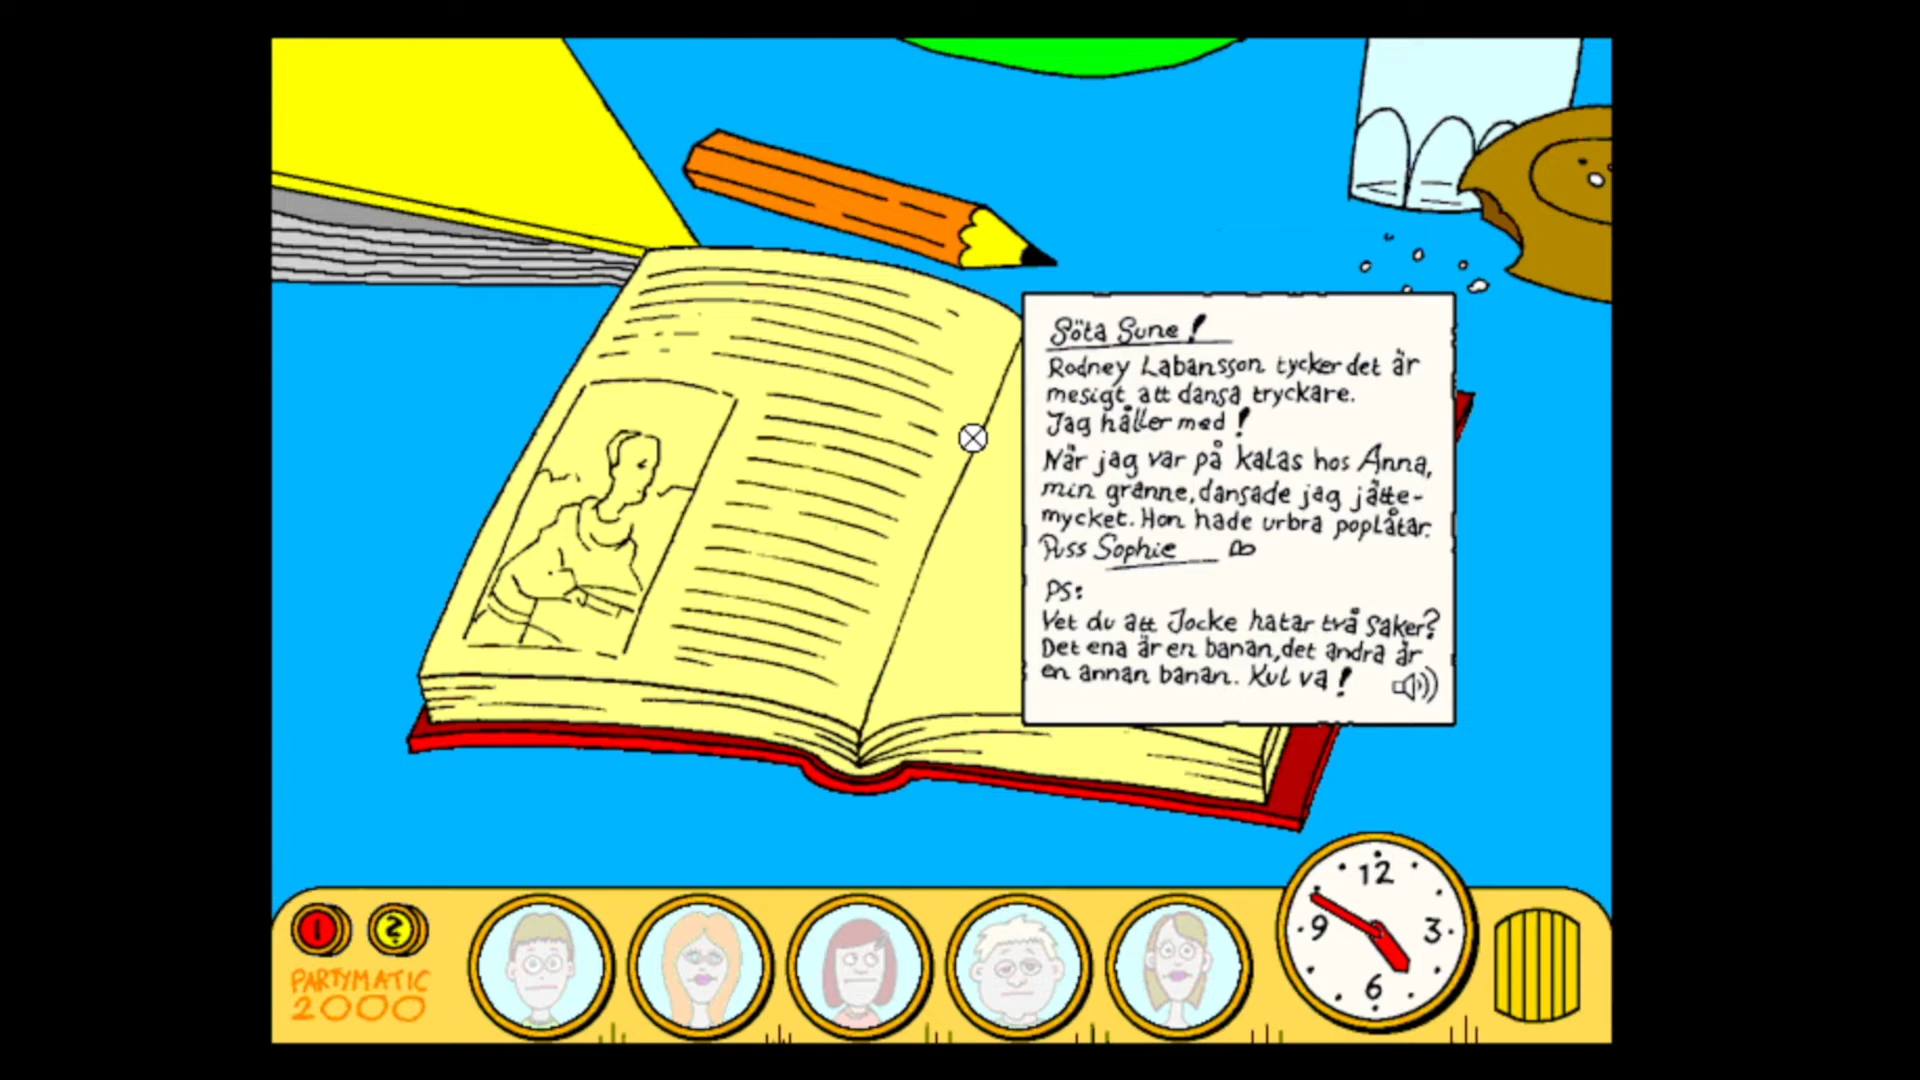 Söta Sune!
Rodney Labansson tycker det är
mesigt att dansa tryckare.
Jag håller med!
När jag var på kalas hos Anna,
min granne, dansade jag jätte-
mycket. Hon hade urbra poplåtar.
Puss Sophie
PS:
Vet du att Jocke hatar två saker?
Det ena är en banan, det andra är
en annan banan. Kul va!
1 2
PARTYMATIC
2000
12
9 3
6